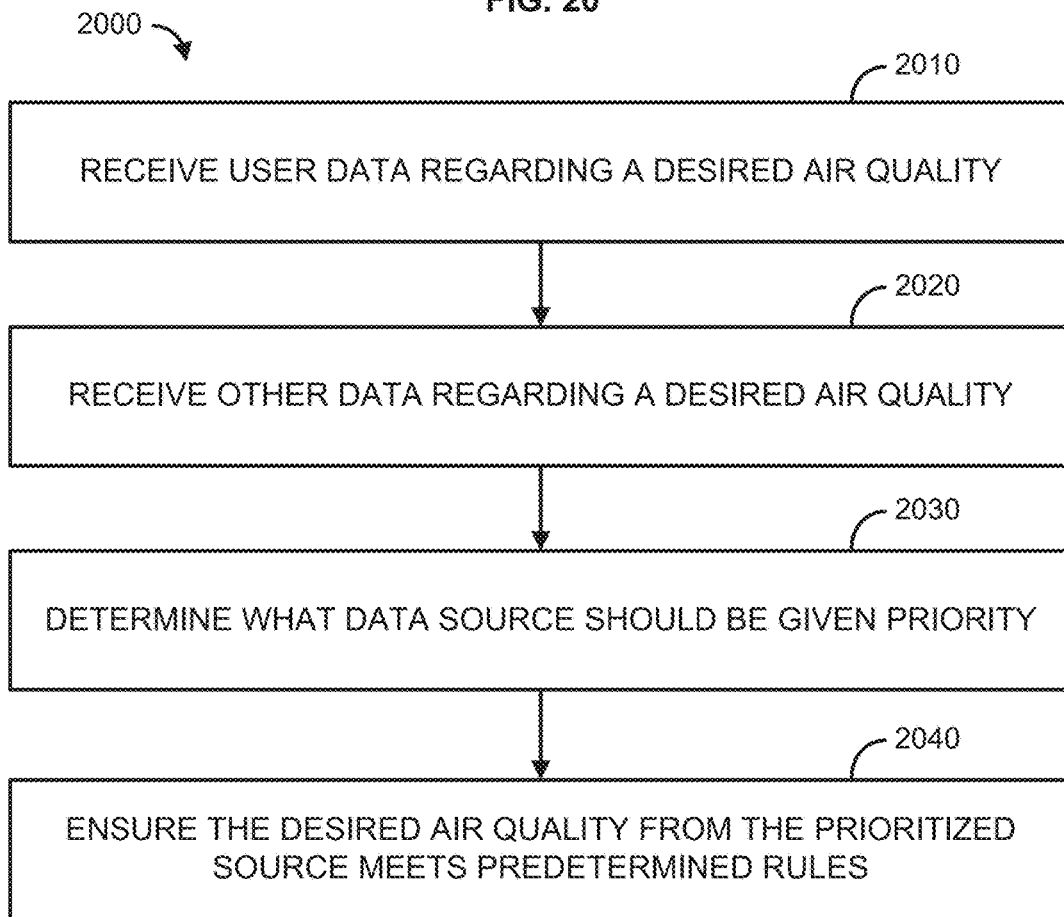 FIG. 20
2000
2010
RECEIVE USER DATA REGARDING A DESIRED AIR QUALITY
2020
RECEIVE OTHER DATA REGARDING A DESIRED AIR QUALITY
2030
DETERMINE WHAT DATA SOURCE SHOULD BE GIVEN PRIORITY
2040
ENSURE THE DESIRED AIR QUALITY FROM THE PRIORITIZED
SOURCE MEETS PREDETERMINED RULES